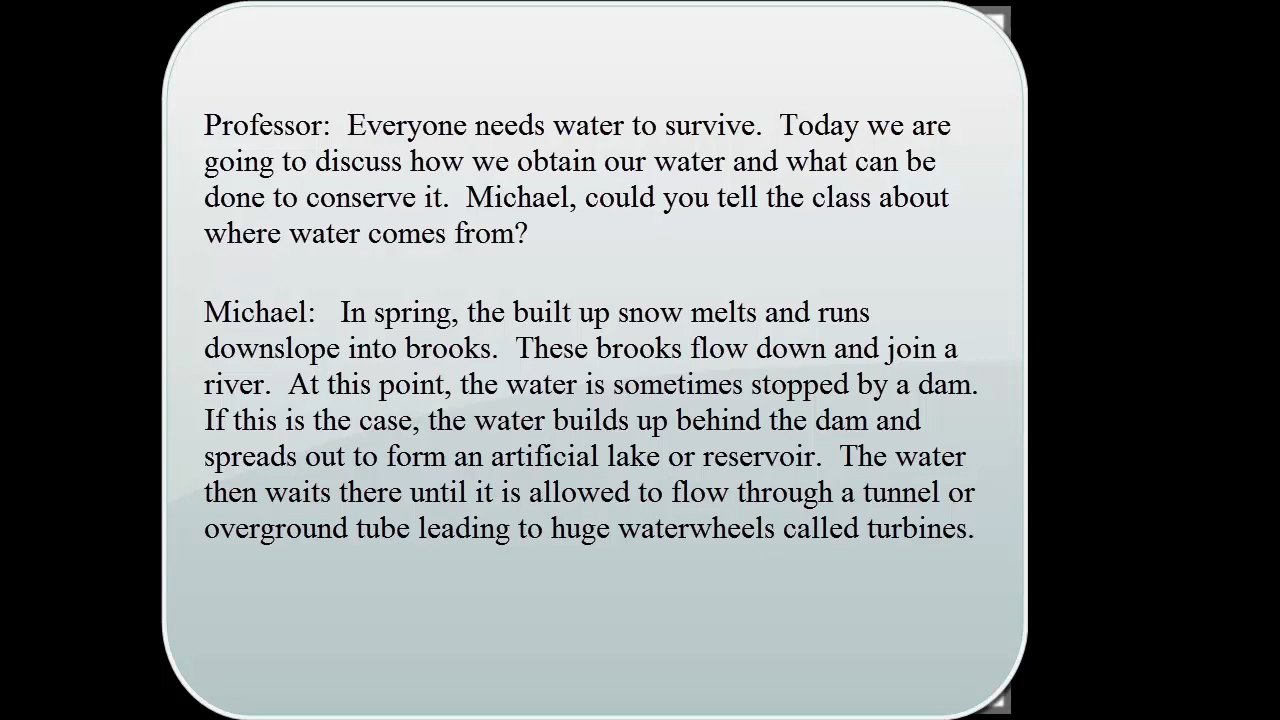 Professor:  Everyone needs water to survive.  Today we are
going to discuss how we obtain our water and what can be
done to conserve it.  Michael, could you tell the class about
where water comes from?
Michael:   In spring, the built up snow melts and runs
downslope into brooks.  These brooks flow down and join a
river.  At this point, the water is sometimes stopped by a dam.
If this is the case, the water builds up behind the dam and
spreads out to form an artificial lake or reservoir.  The water
then waits there until it is allowed to flow through a tunnel or
overground tube leading to huge waterwheels called turbines.